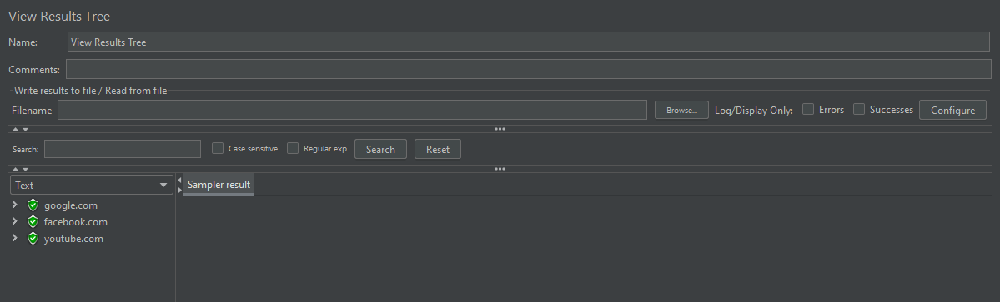 View Results Tree
Name: View Results Tree
Comments:
Write results to file / Read from file
Filename Browse... Log/Display Only: Errors Successes Configure
Search: Case sensitive Regular exp. Search Reset
Text Sampler result
google.com
facebook.com
youtube.com